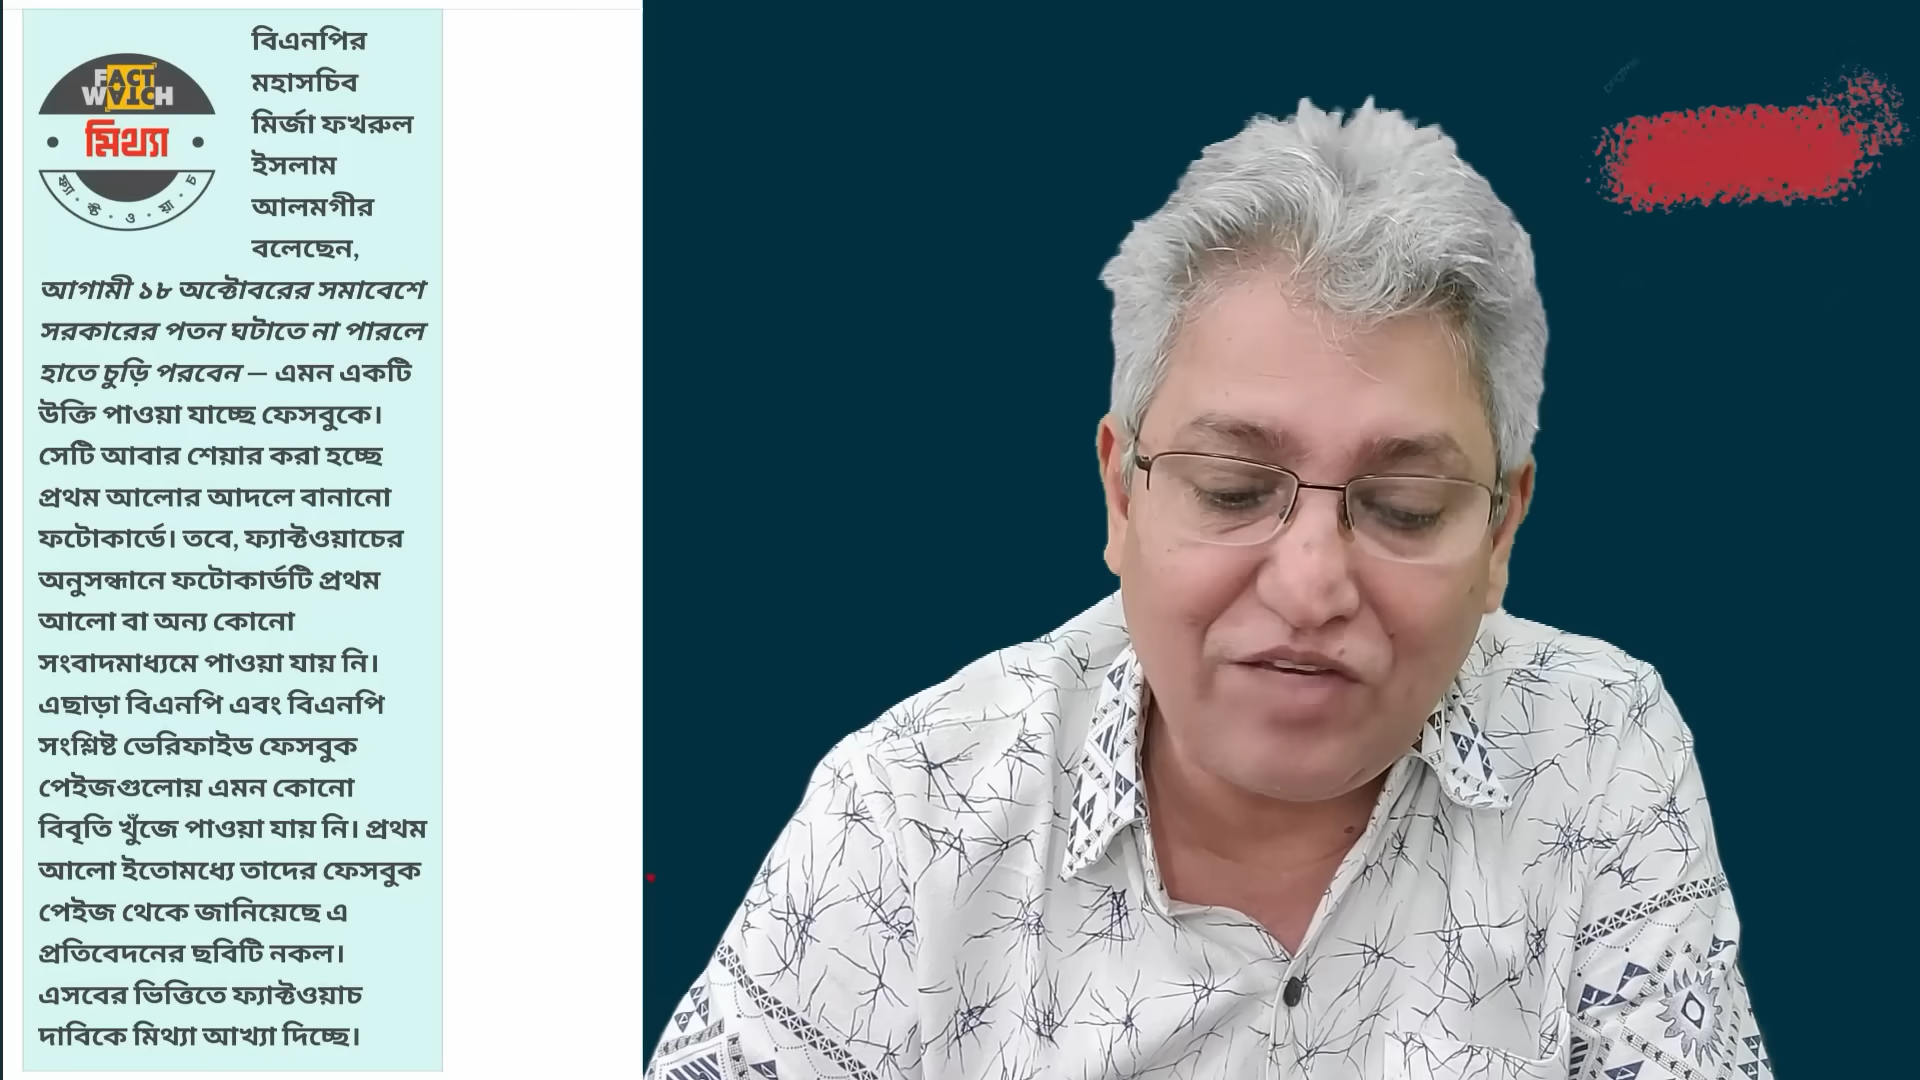 FACT
WATCH
মিথ্যা
ফ্যা · ক্ট · ও · য়া · চ
বিএনপির
মহাসচিব
মির্জা ফখরুল
ইসলাম
আলমগীর
বলেছেন,
আগামী ১৮ অক্টোবরের সমাবেশে
সরকারের পতন ঘটাতে না পারলে
হাতে চুড়ি পরবেন — এমন একটি
উক্তি পাওয়া যাচ্ছে ফেসবুকে।
সেটি আবার শেয়ার করা হচ্ছে
প্রথম আলোর আদলে বানানো
ফটোকার্ডে। তবে, ফ্যাক্টওয়াচের
অনুসন্ধানে ফটোকার্ডটি প্রথম
আলো বা অন্য কোনো
সংবাদমাধ্যমে পাওয়া যায় নি।
এছাড়া বিএনপি এবং বিএনপি
সংশ্লিষ্ট ভেরিফাইড ফেসবুক
পেইজগুলোয় এমন কোনো
বিবৃতি খুঁজে পাওয়া যায় নি। প্রথম
আলো ইতোমধ্যে তাদের ফেসবুক
পেইজ থেকে জানিয়েছে এ
প্রতিবেদনের ছবিটি নকল।
এসবের ভিত্তিতে ফ্যাক্টওয়াচ
দাবিকে মিথ্যা আখ্যা দিচ্ছে।